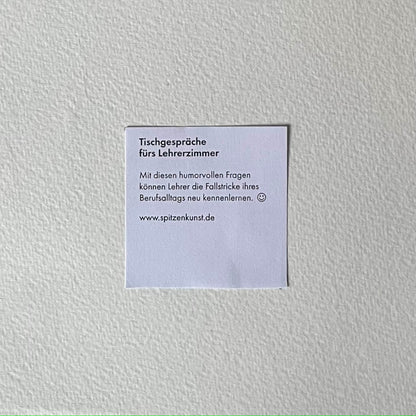 Tischgespräche
fürs Lehrerzimmer
Mit diesen humorvollen Fragen
können Lehrer die Fallstricke ihres
Berufsalltags neu kennenlernen. ☺
www.spitzenkunst.de